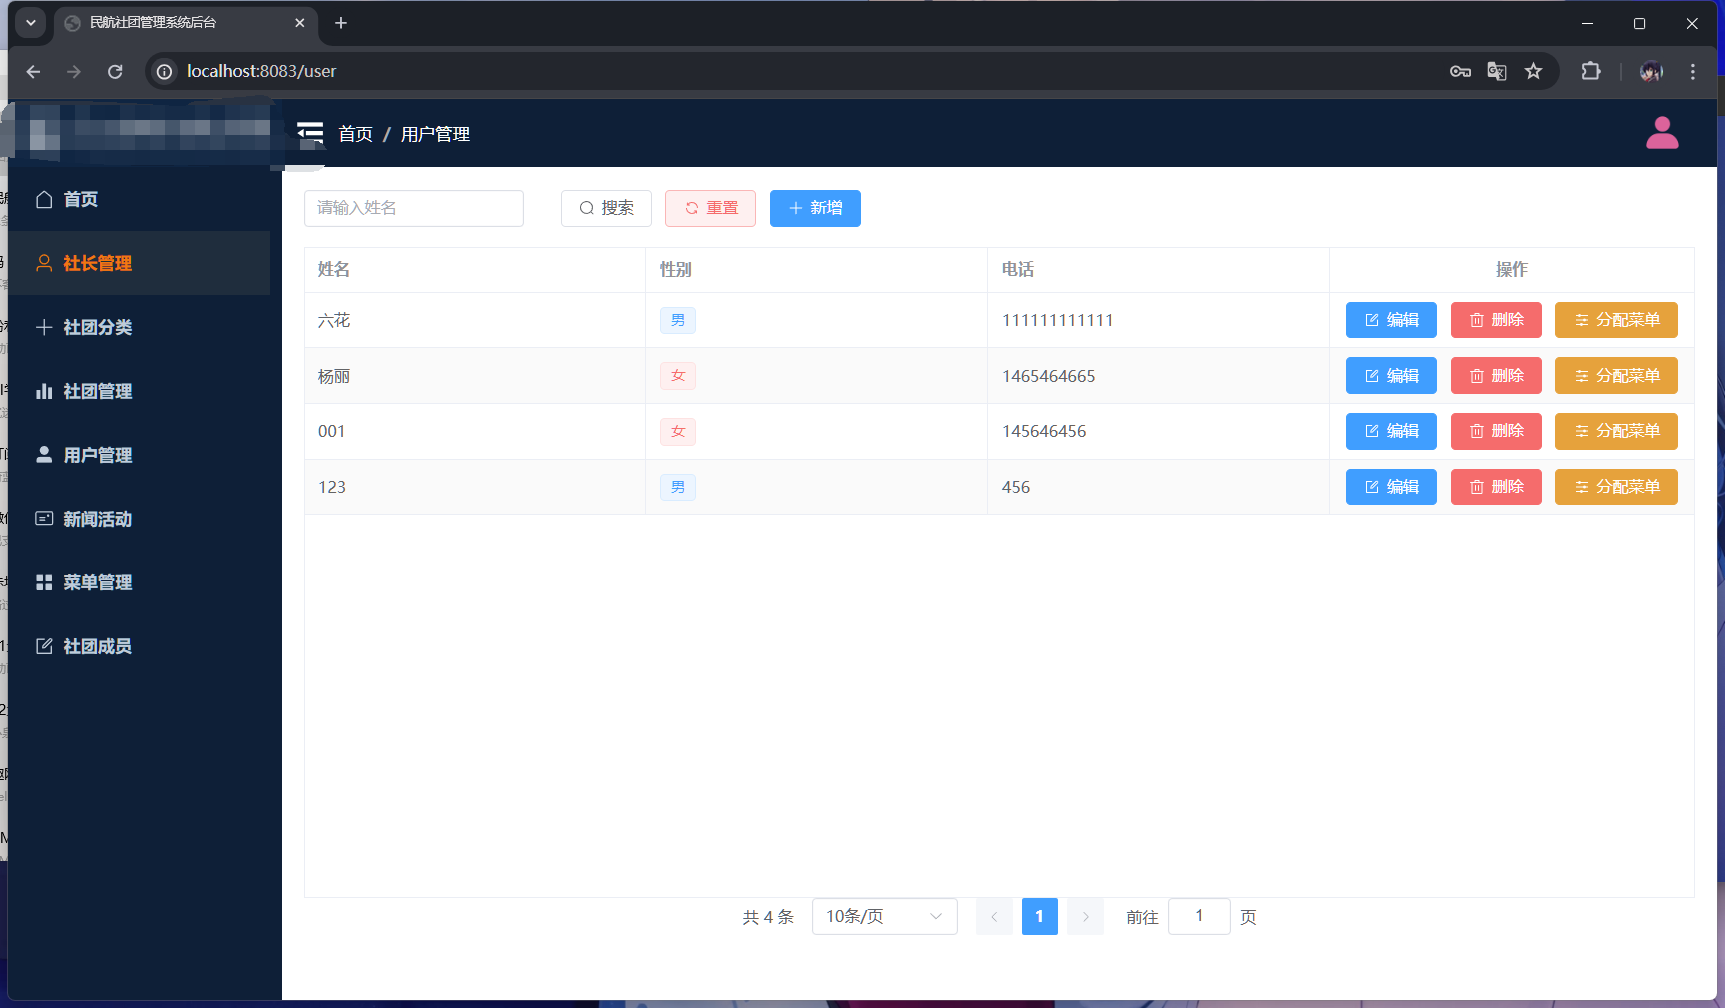 民航社团管理系统后台
localhost:8083/user
首页 / 用户管理
首页
社长管理
社团分类
社团管理
用户管理
新闻活动
菜单管理
社团成员
请输入姓名 搜索 重置 新增
姓名 性别 电话 操作
六花 男 111111111111 编辑 删除 分配菜单
杨丽 女 1465464665 编辑 删除 分配菜单
001 女 145646456 编辑 删除 分配菜单
123 男 456 编辑 删除 分配菜单
共 4 条 10条/页 1 前往 1 页